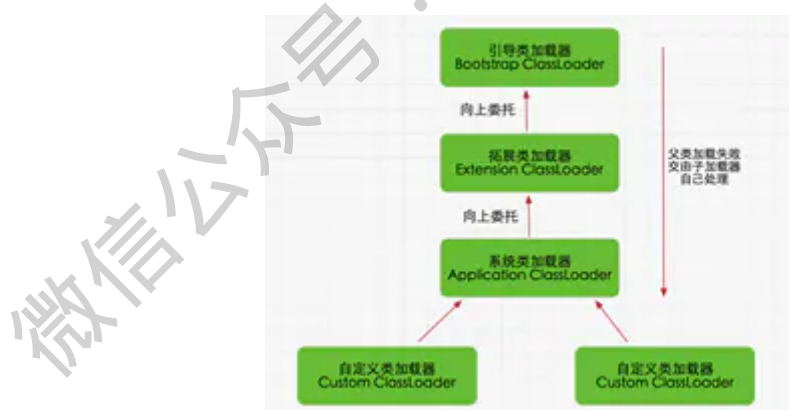 引导类加载器
Bootstrap ClassLoader
向上委托
拓展类加载器
Extension ClassLoader
父类加载失败
交由子加载器
自己处理
向上委托
系统类加载器
Application ClassLoader
自定义类加载器
Custom ClassLoader
自定义类加载器
Custom ClassLoader
微信公众号：